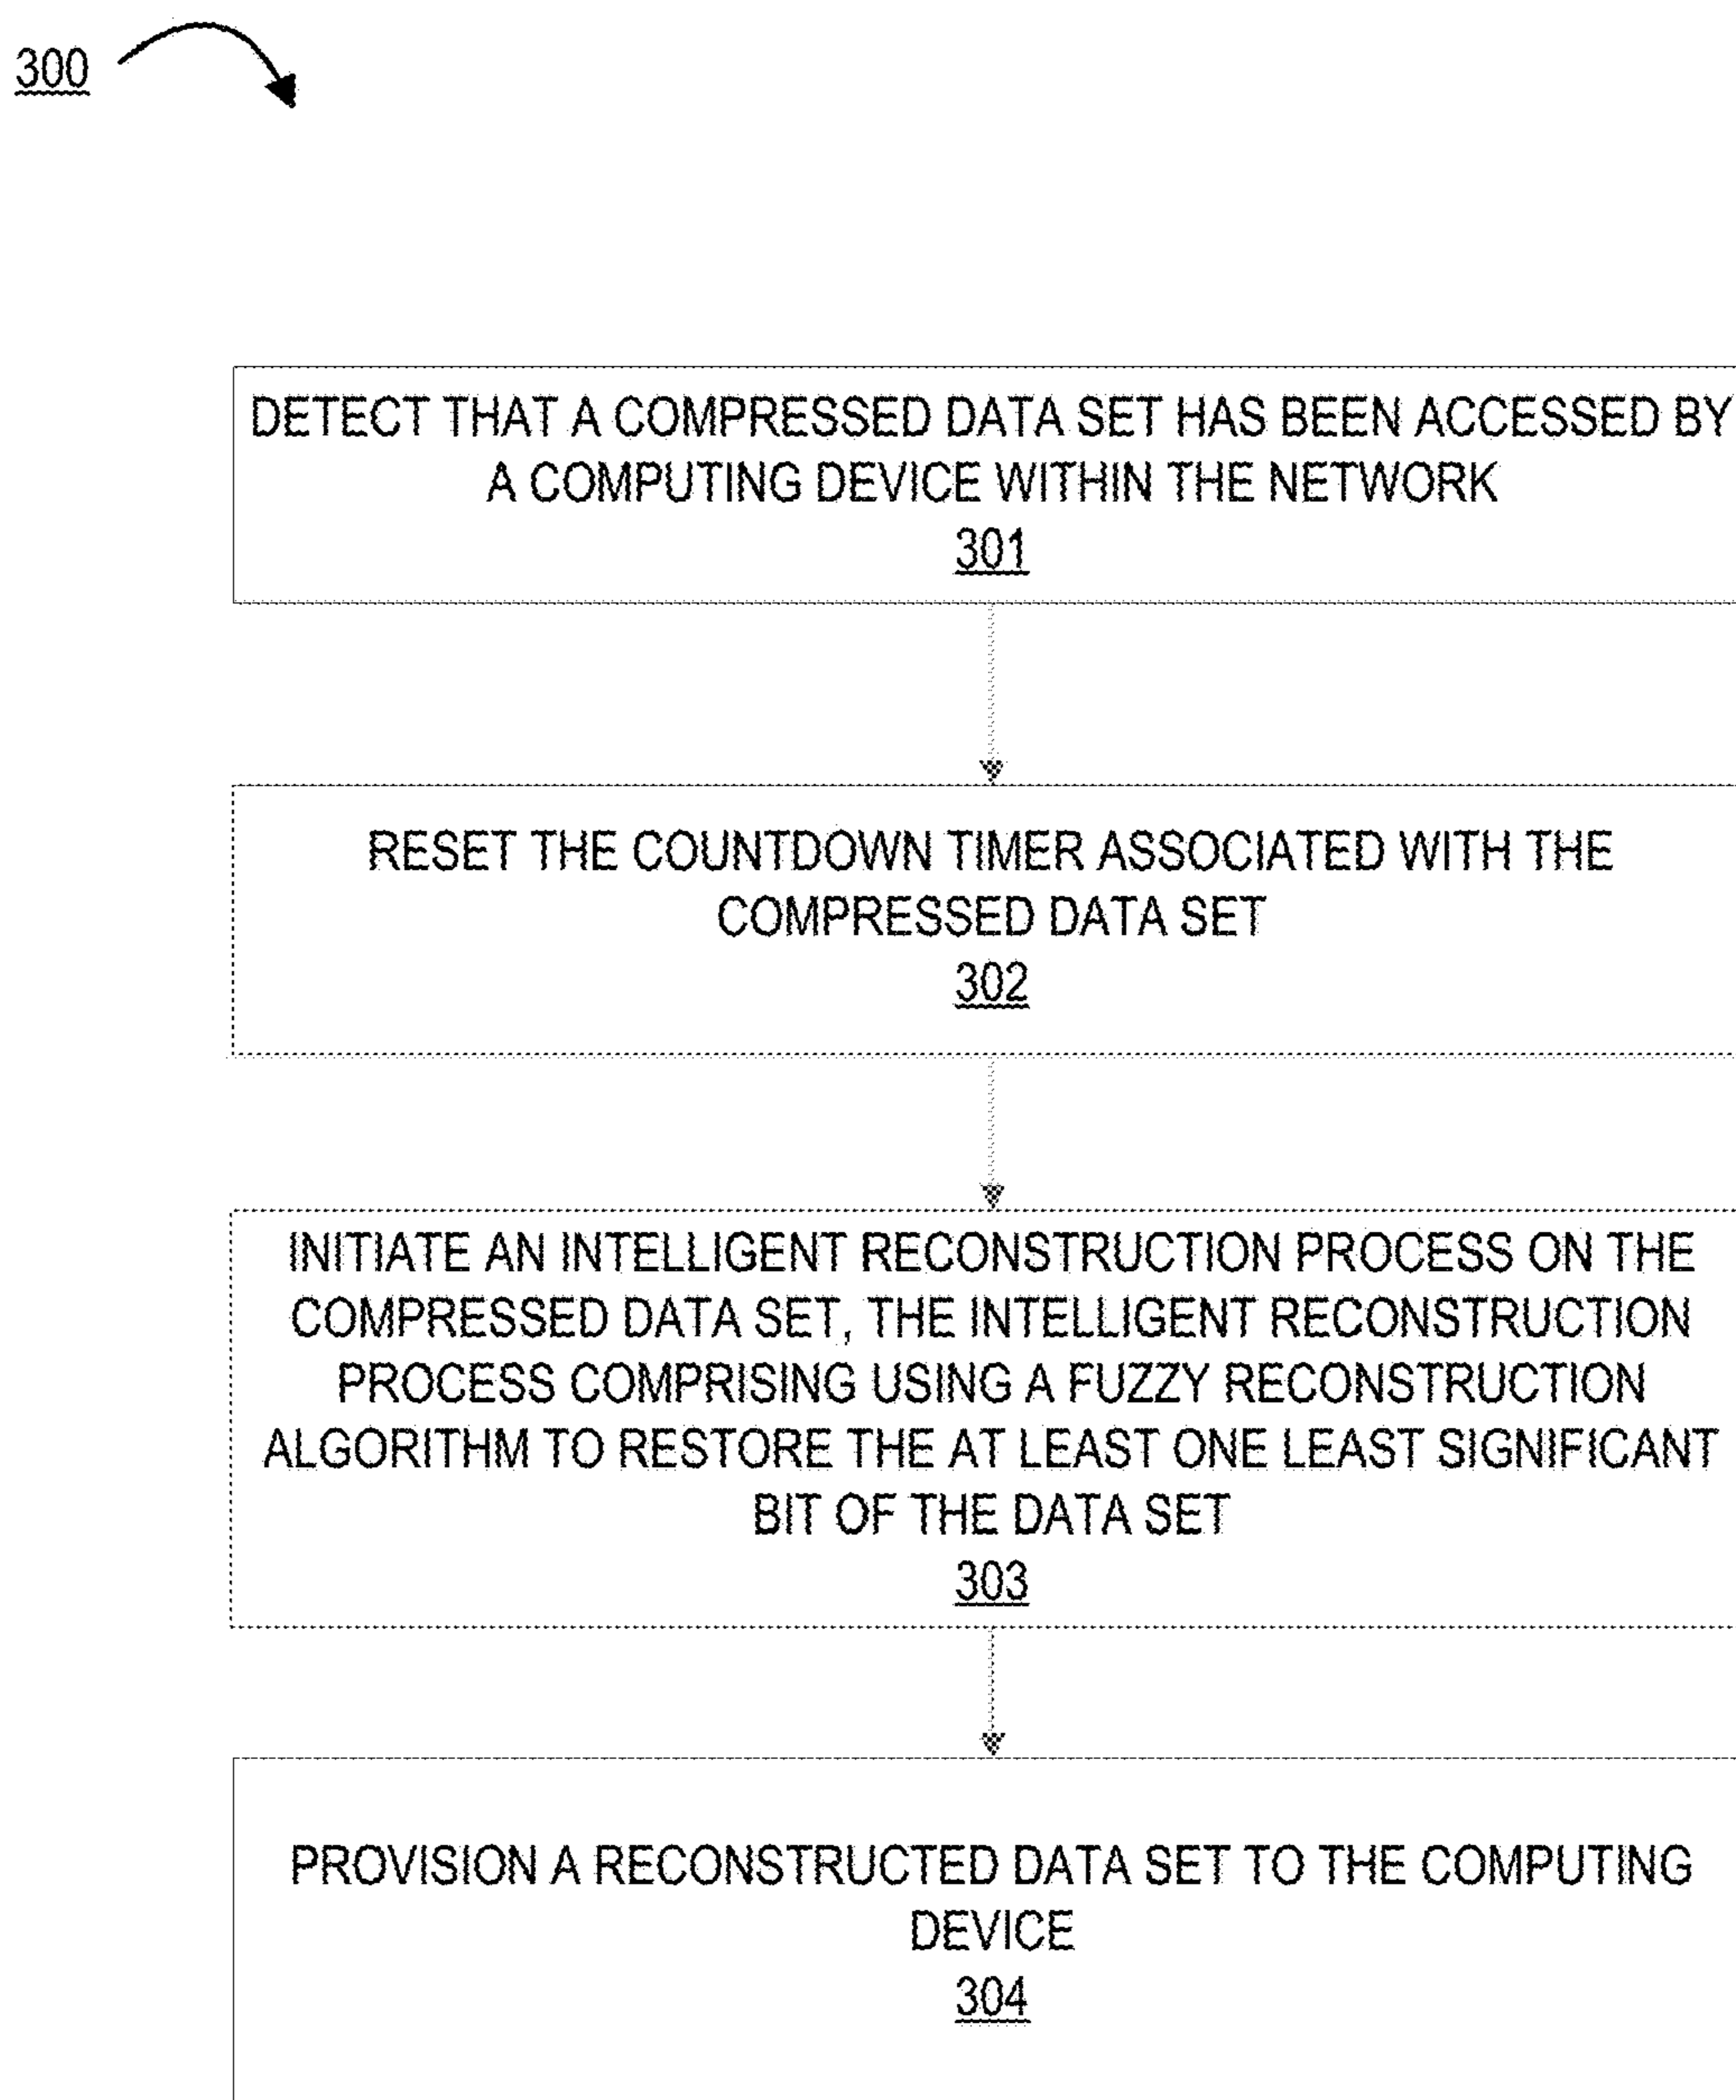 300
DETECT THAT A COMPRESSED DATA SET HAS BEEN ACCESSED BY
A COMPUTING DEVICE WITHIN THE NETWORK
301
RESET THE COUNTDOWN TIMER ASSOCIATED WITH THE
COMPRESSED DATA SET
302
INITIATE AN INTELLIGENT RECONSTRUCTION PROCESS ON THE
COMPRESSED DATA SET, THE INTELLIGENT RECONSTRUCTION
PROCESS COMPRISING USING A FUZZY RECONSTRUCTION
ALGORITHM TO RESTORE THE AT LEAST ONE LEAST SIGNIFICANT
BIT OF THE DATA SET
303
PROVISION A RECONSTRUCTED DATA SET TO THE COMPUTING
DEVICE
304